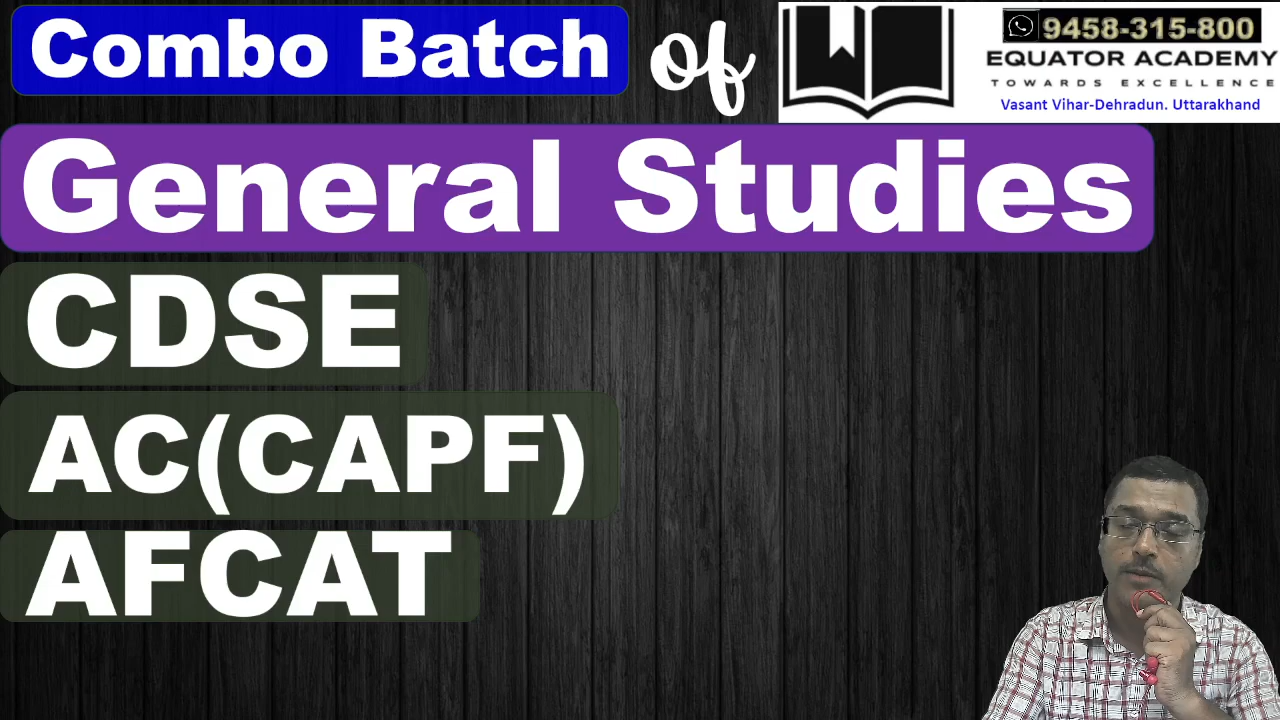 Combo Batch of
9458-315-800
EQUATOR ACADEMY
TOWARDS EXCELLENCE
Vasant Vihar-Dehradun. Uttarakhand
General Studies
CDSE
AC(CAPF)
AFCAT